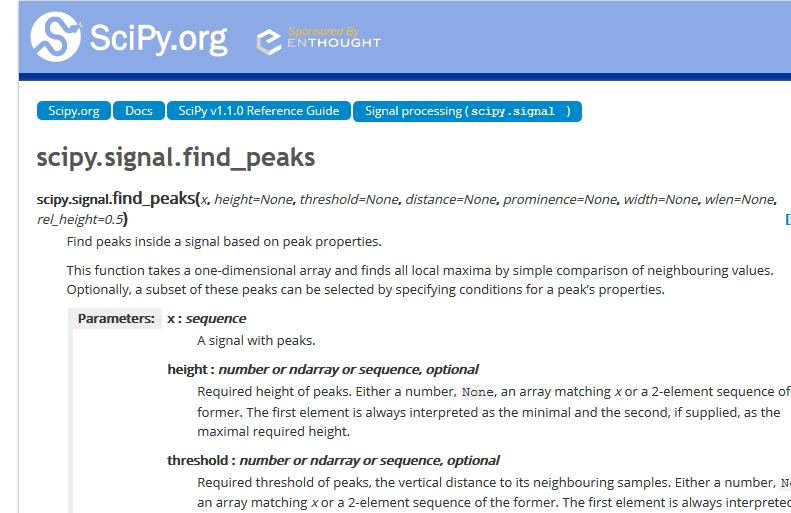 SciPy.org
Sponsored By
ENTHOUGHT
Scipy.org Docs SciPy v1.1.0 Reference Guide Signal processing (scipy.signal )
scipy.signal.find_peaks
scipy.signal.find_peaks(x, height=None, threshold=None, distance=None, prominence=None, width=None, wlen=None,
rel_height=0.5)
Find peaks inside a signal based on peak properties.
This function takes a one-dimensional array and finds all local maxima by simple comparison of neighbouring values.
Optionally, a subset of these peaks can be selected by specifying conditions for a peak's properties.
Parameters: x : sequence
A signal with peaks.
height : number or ndarray or sequence, optional
Required height of peaks. Either a number, None, an array matching x or a 2-element sequence of
former. The first element is always interpreted as the minimal and the second, if supplied, as the
maximal required height.
threshold : number or ndarray or sequence, optional
Required threshold of peaks, the vertical distance to its neighbouring samples. Either a number,
an array matching x or a 2-element sequence of the former. The first element is always interpreted